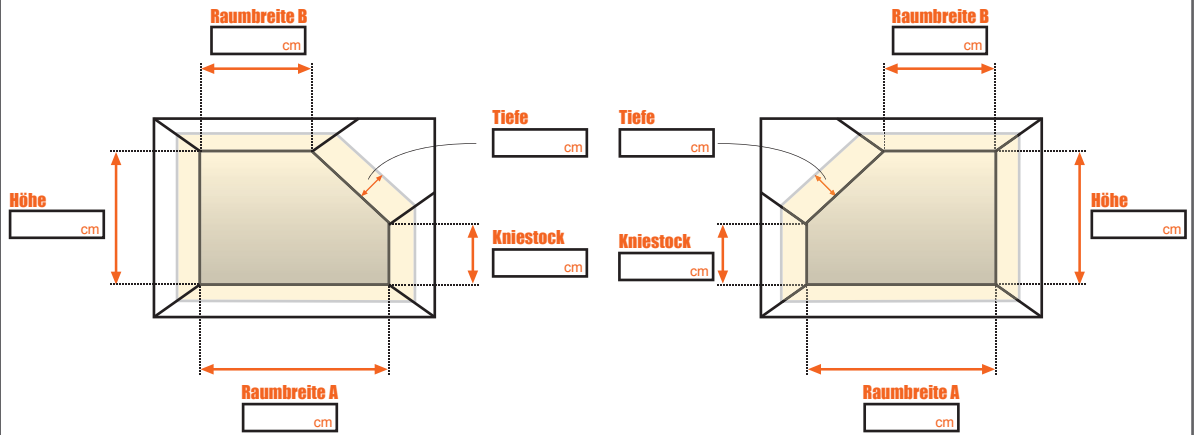 Raumbreite B
cm
Tiefe
cm
Höhe
cm
Kniestock
cm
Raumbreite A
cm
Raumbreite B
cm
Tiefe
cm
Höhe
cm
Kniestock
cm
Raumbreite A
cm